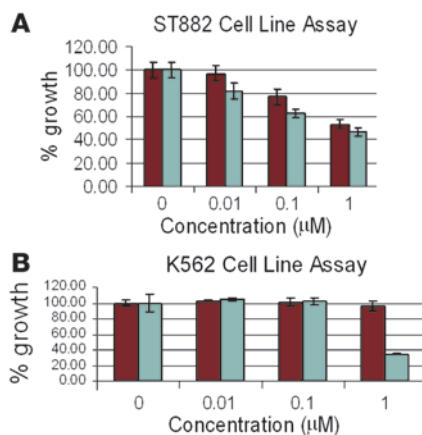 A
ST882 Cell Line Assay
% growth
120.00
100.00
80.00
60.00
40.00
20.00
0.00
0 0.01 0.1 1
Concentration (µM)
B
K562 Cell Line Assay
% growth
120.00
100.00
80.00
60.00
40.00
20.00
0.00
0 0.01 0.1 1
Concentration (µM)